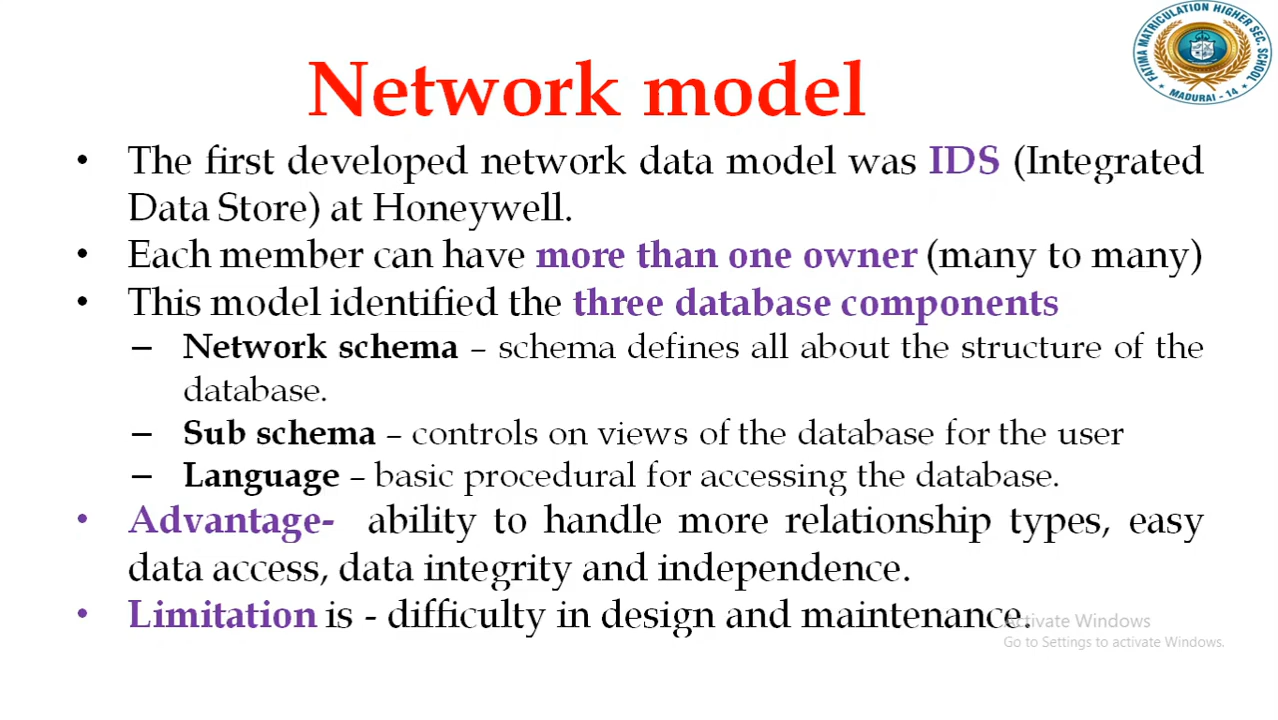 FATIMA MATRICULATION HIGHER SEC. SCHOOL
MADURAI - 14
Network model
• The first developed network data model was IDS (Integrated
Data Store) at Honeywell.
• Each member can have more than one owner (many to many)
• This model identified the three database components
– Network schema – schema defines all about the structure of the
database.
– Sub schema – controls on views of the database for the user
– Language – basic procedural for accessing the database.
• Advantage- ability to handle more relationship types, easy
data access, data integrity and independence.
• Limitation is - difficulty in design and maintenance.
Activate Windows
Go to Settings to activate Windows.